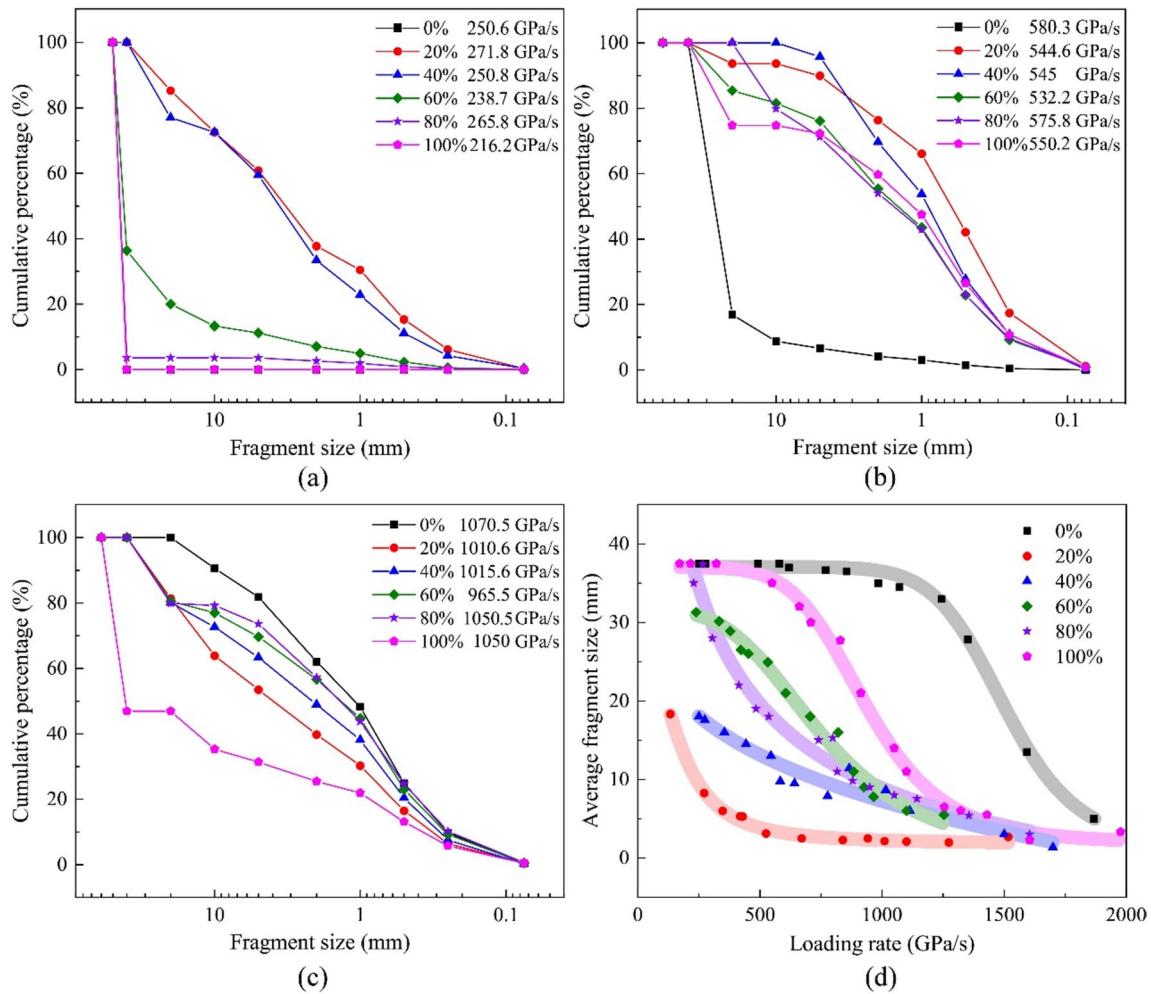 100
80
60
40
20
0
Cumulative percentage (%)
0% 250.6 GPa/s
20% 271.8 GPa/s
40% 250.8 GPa/s
60% 238.7 GPa/s
80% 265.8 GPa/s
100% 216.2 GPa/s
10 1 0.1
Fragment size (mm)
(a)
100
80
60
40
20
0
Cumulative percentage (%)
0% 580.3 GPa/s
20% 544.6 GPa/s
40% 545 GPa/s
60% 532.2 GPa/s
80% 575.8 GPa/s
100% 550.2 GPa/s
10 1 0.1
Fragment size (mm)
(b)
100
80
60
40
20
0
Cumulative percentage (%)
0% 1070.5 GPa/s
20% 1010.6 GPa/s
40% 1015.6 GPa/s
60% 965.5 GPa/s
80% 1050.5 GPa/s
100% 1050 GPa/s
10 1 0.1
Fragment size (mm)
(c)
40
30
20
10
0
Average fragment size (mm)
0%
20%
40%
60%
80%
100%
0 500 1000 1500 2000
Loading rate (GPa/s)
(d)